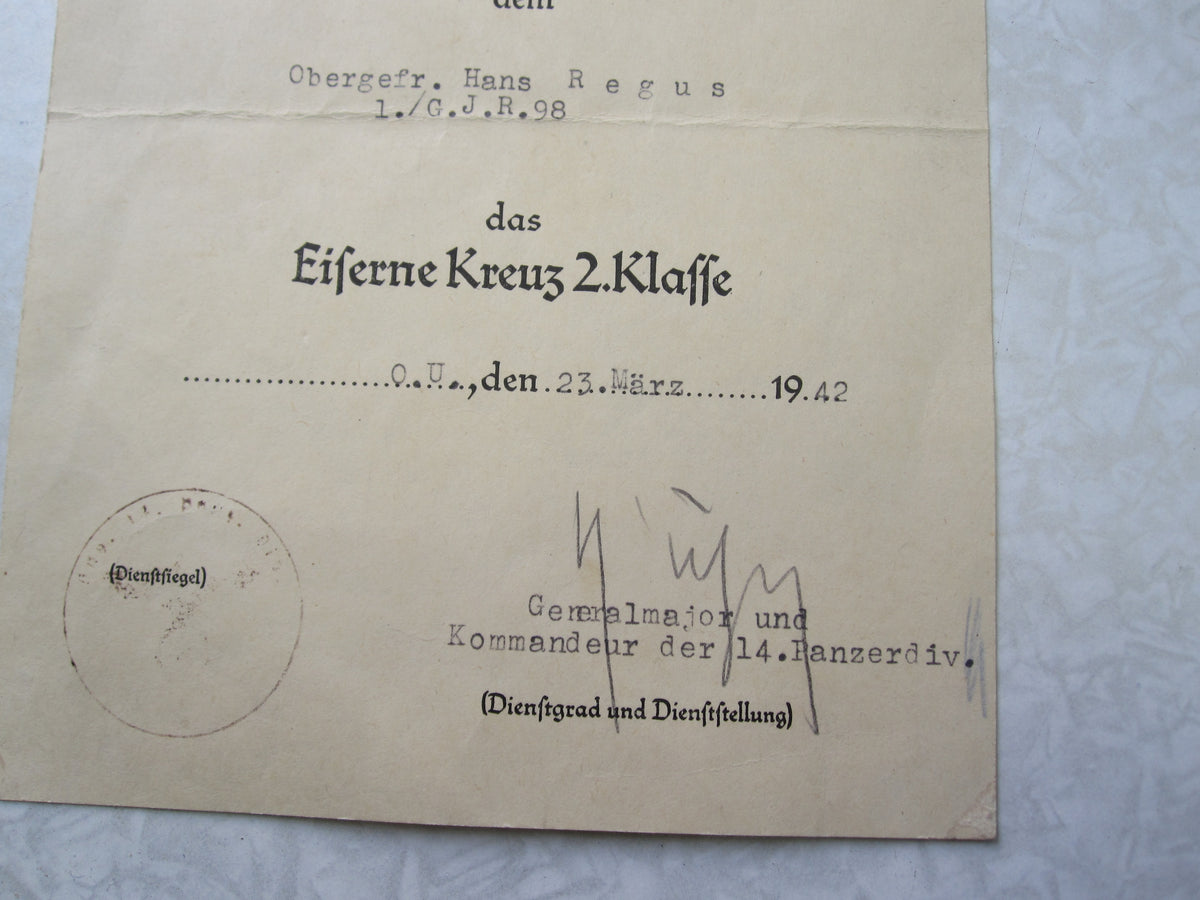 dem
Obergefr. Hans R e g u s
1./G.J.R.98
das
Eiſerne Kreuz 2.Klaſſe
....................O.U..,den.23.März........19.42
(Dienſtſiegel)
Generalmajor und
Kommandeur der 14.Panzerdiv.
(Dienſtgrad und Dienſtſtellung)